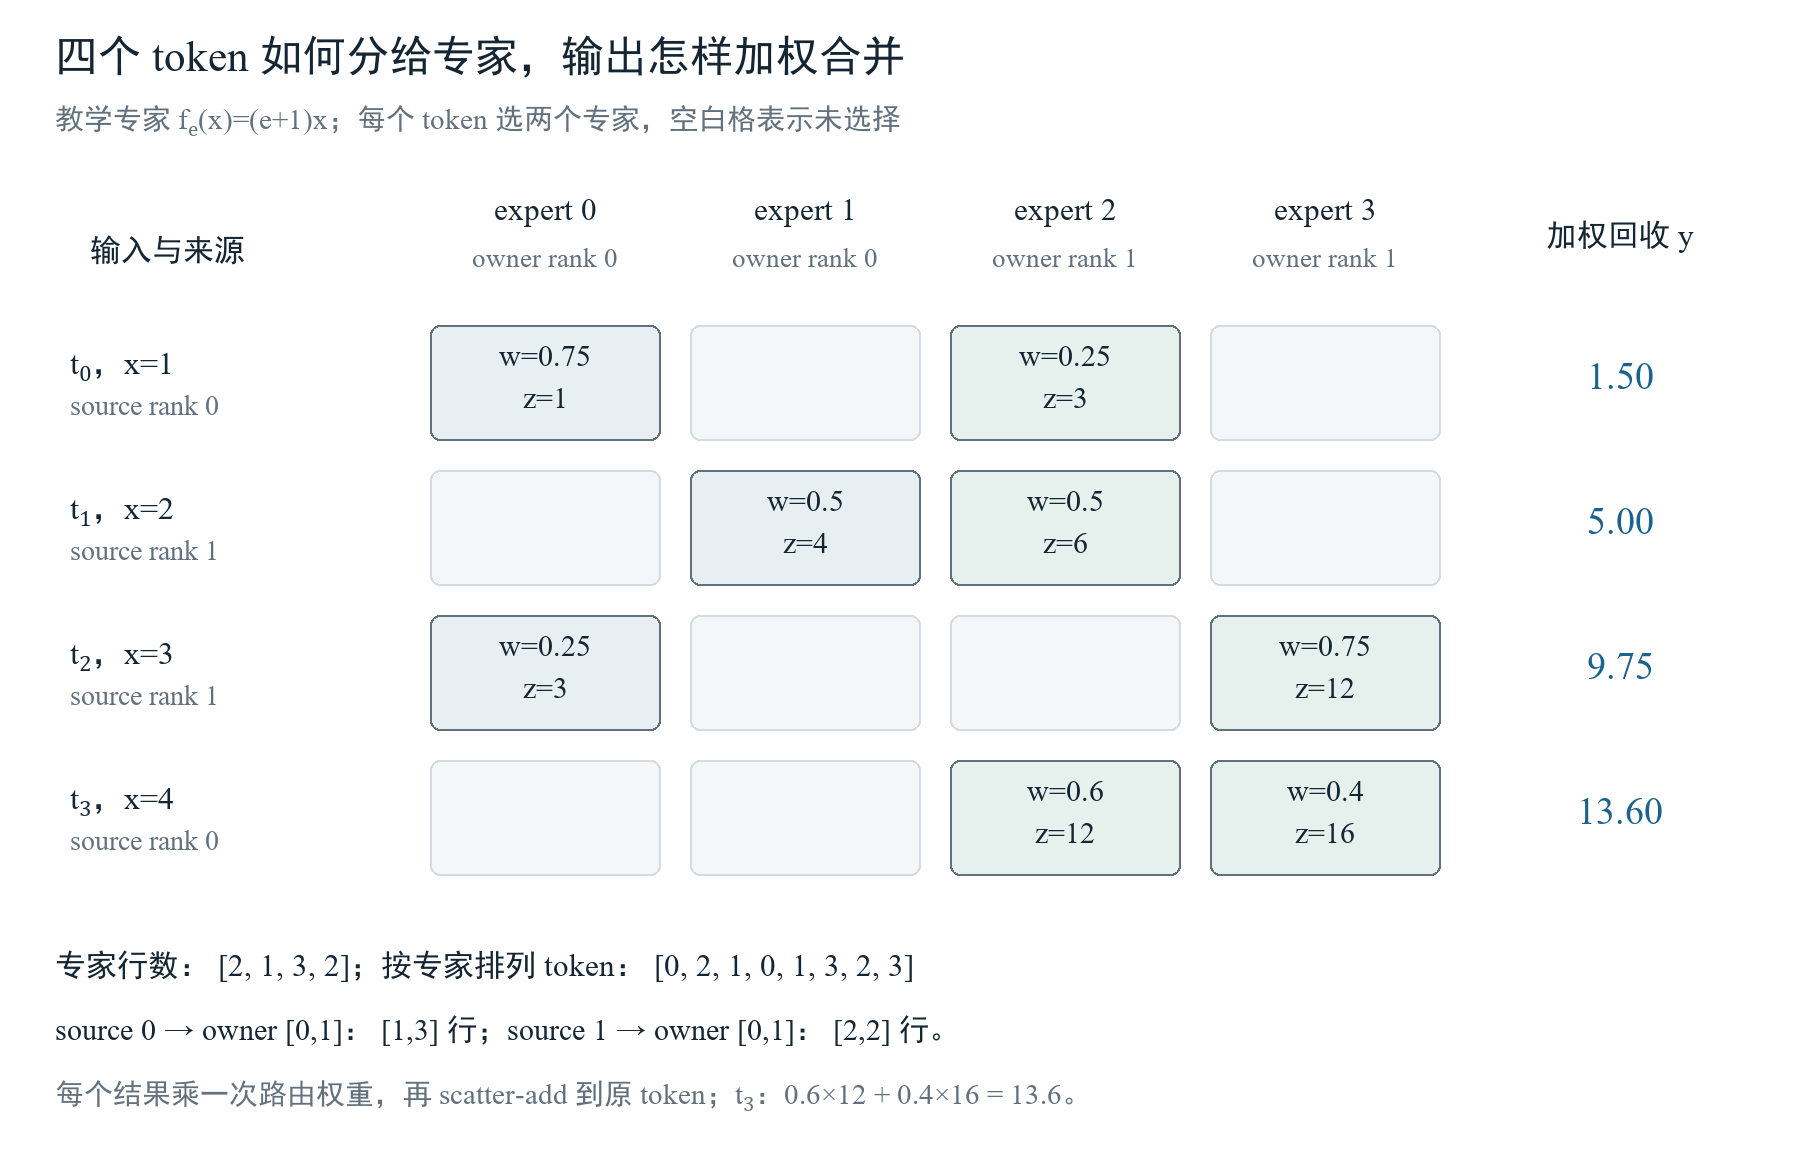 四个 token 如何分给专家，输出怎样加权合并
教学专家 fₑ(x)=(e+1)x；每个 token 选两个专家，空白格表示未选择
输入与来源
expert 0
owner rank 0
expert 1
owner rank 0
expert 2
owner rank 1
expert 3
owner rank 1
加权回收 y
t₀，x=1
source rank 0
w=0.75
z=1
w=0.25
z=3
1.50
t₁，x=2
source rank 1
w=0.5
z=4
w=0.5
z=6
5.00
t₂，x=3
source rank 1
w=0.25
z=3
w=0.75
z=12
9.75
t₃，x=4
source rank 0
w=0.6
z=12
w=0.4
z=16
13.60
专家行数： [2, 1, 3, 2]；按专家排列 token： [0, 2, 1, 0, 1, 3, 2, 3]
source 0 → owner [0,1]： [1,3] 行；source 1 → owner [0,1]： [2,2] 行。
每个结果乘一次路由权重，再 scatter-add 到原 token；t₃：0.6×12 + 0.4×16 = 13.6。